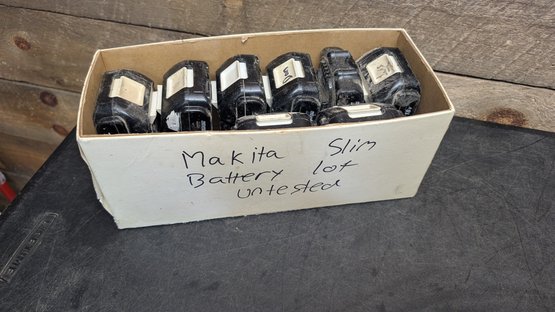 Makita Slim
Battery lot
untested